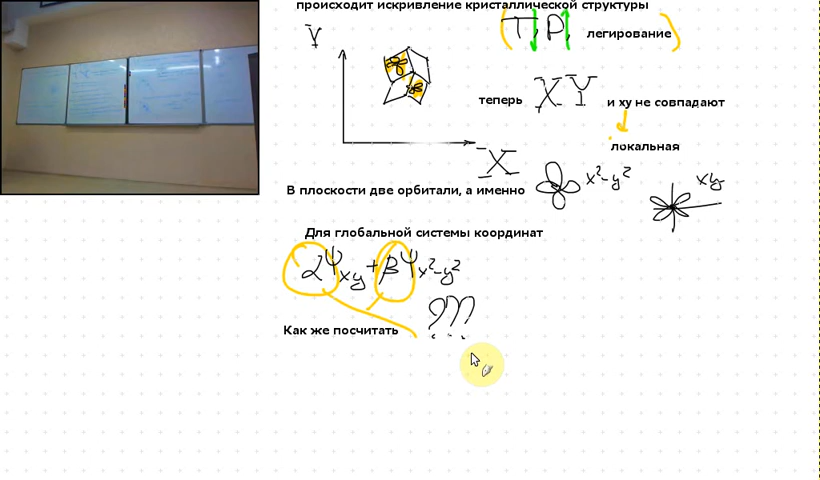 происходит искривление кристаллической структуры
(T↓ P↑ легирование)
Y
теперь XY и xy не совпадают
локальная
X
В плоскости две орбитали, а именно x²-y² xy
Для глобальной системы координат
αΨxy+βΨx²-y²
Как же посчитать ???